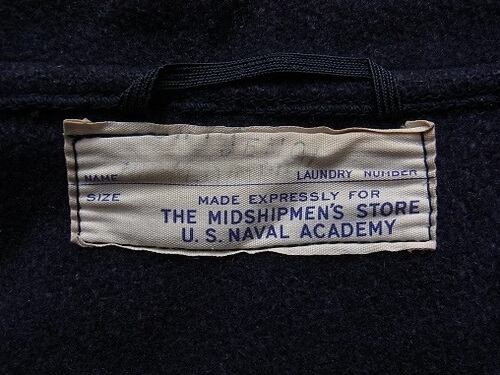 NAME LAUNDRY NUMBER
SIZE MADE EXPRESSLY FOR
THE MIDSHIPMEN'S STORE
U. S. NAVAL ACADEMY